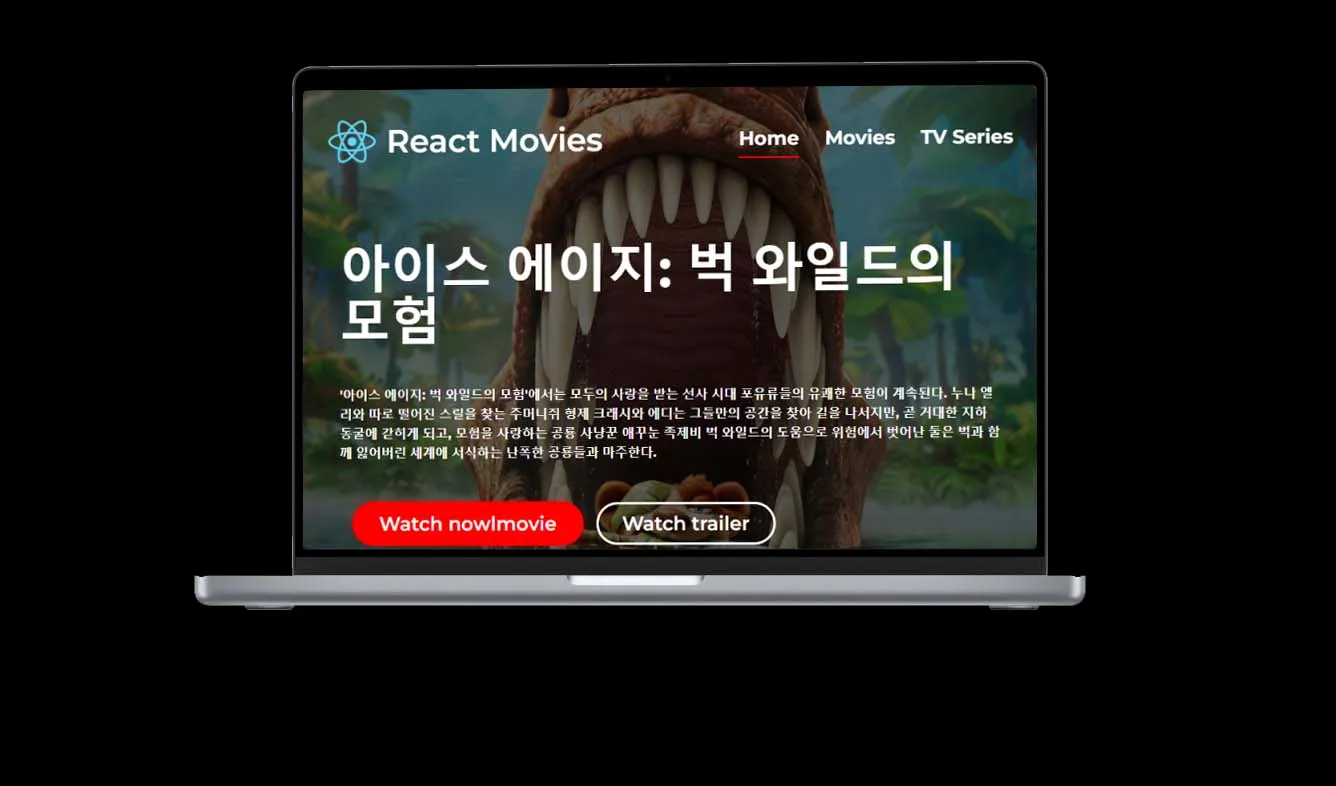 React Movies
Home Movies TV Series
아이스 에이지: 벅 와일드의
모험
'아이스 에이지: 벅 와일드의 모험'에서는 모두의 사랑을 받는 선사 시대 포유류들의 유쾌한 모험이 계속된다. 누나 엘
리와 따로 떨어진 스릴을 찾는 주머니쥐 형제 크래시와 에디는 그들만의 공간을 찾아 길을 나서지만, 곧 거대한 지하
동굴에 갇히게 되고, 모험을 사랑하는 공룡 사냥꾼 애꾸눈 족제비 벅 와일드의 도움으로 위험에서 벗어난 둘은 벅과 함
께 잃어버린 세계에 서식하는 난폭한 공룡들과 마주한다.
Watch nowlmovie Watch trailer